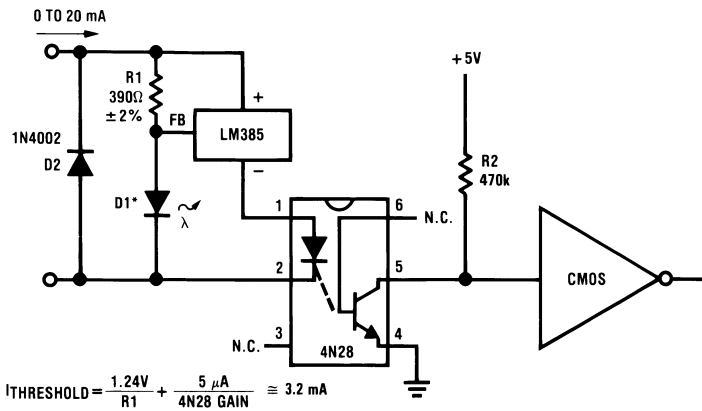 0 TO 20 mA
+5V
R1
390Ω
±2%
FB
+
LM385
−
1N4002
D2
R2
470k
D1*
λ
1
6
N.C.
2
5
CMOS
3
N.C.
4
4N28
ITHRESHOLD = 1.24V / R1 + 5 μA / 4N28 GAIN ≅ 3.2 mA